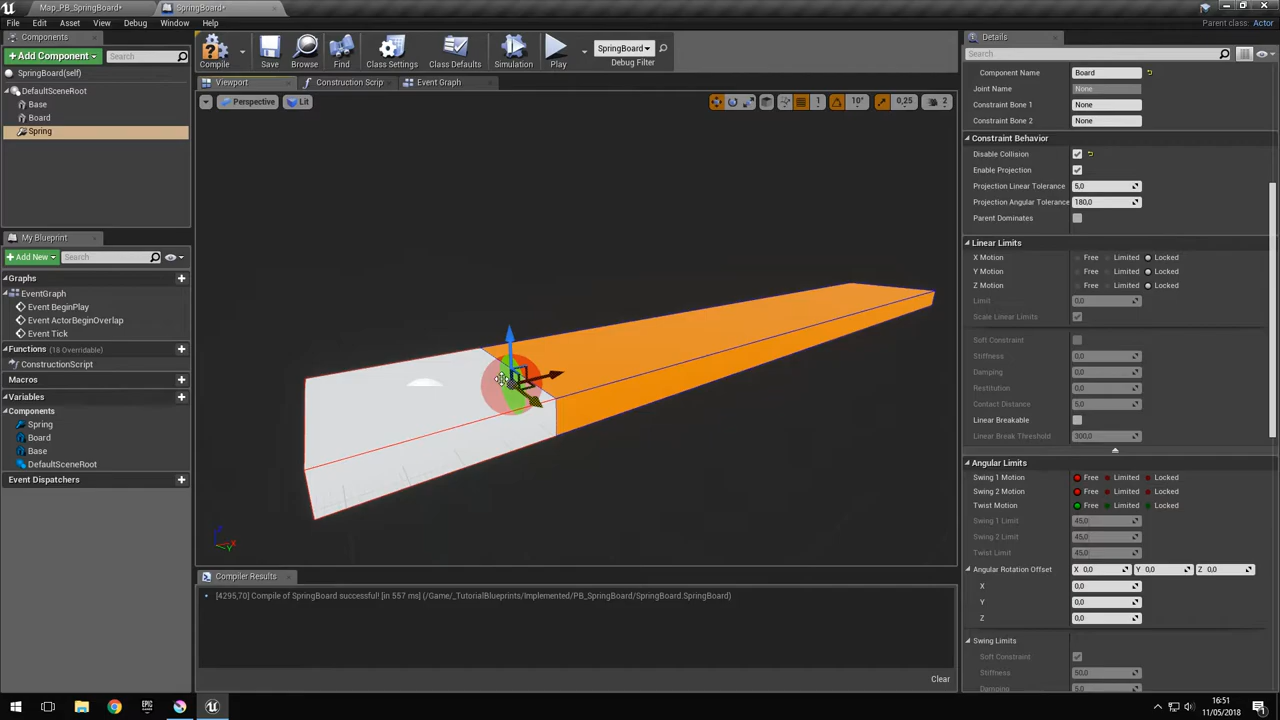 Map_PB_SpringBoard*
SpringBoard*
File Edit Asset View Debug Window Help
Parent class: Actor
Components
+ Add Component
Search
SpringBoard(self)
DefaultSceneRoot
Base
Board
Spring
My Blueprint
+ Add New
Search
Graphs
EventGraph
Event BeginPlay
Event ActorBeginOverlap
Event Tick
Functions (18 Overridable)
ConstructionScript
Macros
Variables
Components
Spring
Board
Base
DefaultSceneRoot
Event Dispatchers
Compile
Save
Browse
Find
Class Settings
Class Defaults
Simulation
Play
SpringBoard
Debug Filter
Viewport
Construction Scrip
Event Graph
Perspective
Lit
1
10°
0,25
2
Compiler Results
[4295,70] Compile of SpringBoard successful! [in 557 ms] (/Game/_TutorialBlueprints/Implemented/PB_SpringBoard/SpringBoard.SpringBoard)
Clear
Details
Search
Component Name Board
Joint Name None
Constraint Bone 1 None
Constraint Bone 2 None
Constraint Behavior
Disable Collision
Enable Projection
Projection Linear Tolerance 5,0
Projection Angular Tolerance 180,0
Parent Dominates
Linear Limits
X Motion Free Limited Locked
Y Motion Free Limited Locked
Z Motion Free Limited Locked
Limit 0,0
Scale Linear Limits
Soft Constraint
Stiffness 0,0
Damping 0,0
Restitution 0,0
Contact Distance 5,0
Linear Breakable
Linear Break Threshold 300,0
Angular Limits
Swing 1 Motion Free Limited Locked
Swing 2 Motion Free Limited Locked
Twist Motion Free Limited Locked
Swing 1 Limit 45,0
Swing 2 Limit 45,0
Twist Limit 45,0
Angular Rotation Offset X 0,0 Y 0,0 Z 0,0
X 0,0
Y 0,0
Z 0,0
Swing Limits
Soft Constraint
Stiffness 50,0
Damping 5,0
16:51
11/05/2018